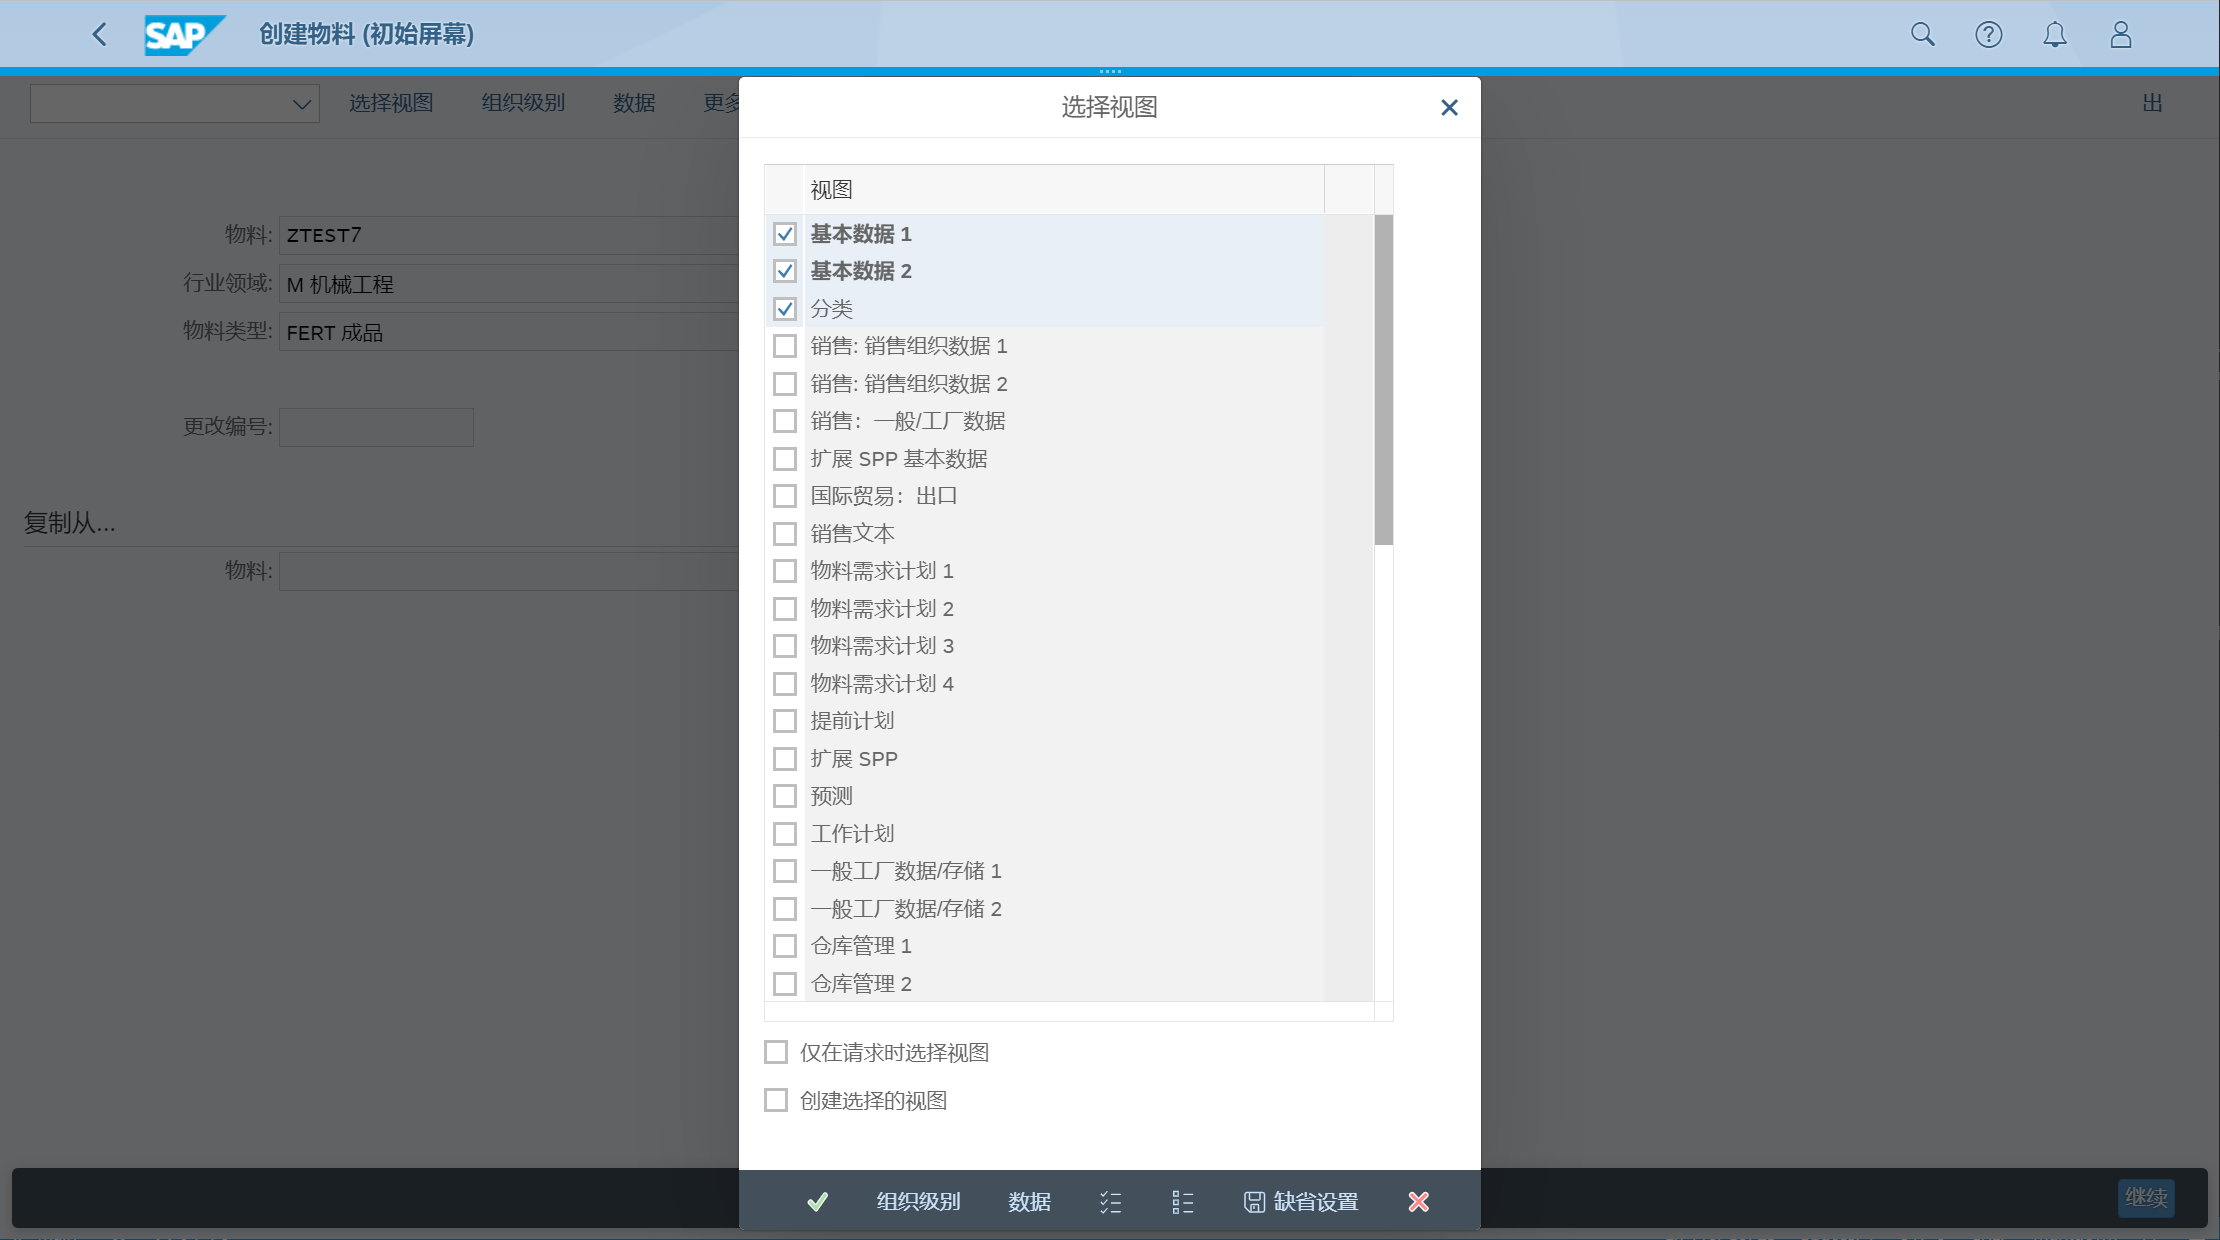 SAP
创建物料 (初始屏幕)
选择视图
组织级别
数据
更多
出
物料: ZTEST7
行业领域: M 机械工程
物料类型: FERT 成品
更改编号:
复制从...
物料:
选择视图
视图
基本数据 1
基本数据 2
分类
销售: 销售组织数据 1
销售: 销售组织数据 2
销售：一般/工厂数据
扩展 SPP 基本数据
国际贸易：出口
销售文本
物料需求计划 1
物料需求计划 2
物料需求计划 3
物料需求计划 4
提前计划
扩展 SPP
预测
工作计划
一般工厂数据/存储 1
一般工厂数据/存储 2
仓库管理 1
仓库管理 2
仅在请求时选择视图
创建选择的视图
组织级别
数据
缺省设置
继续